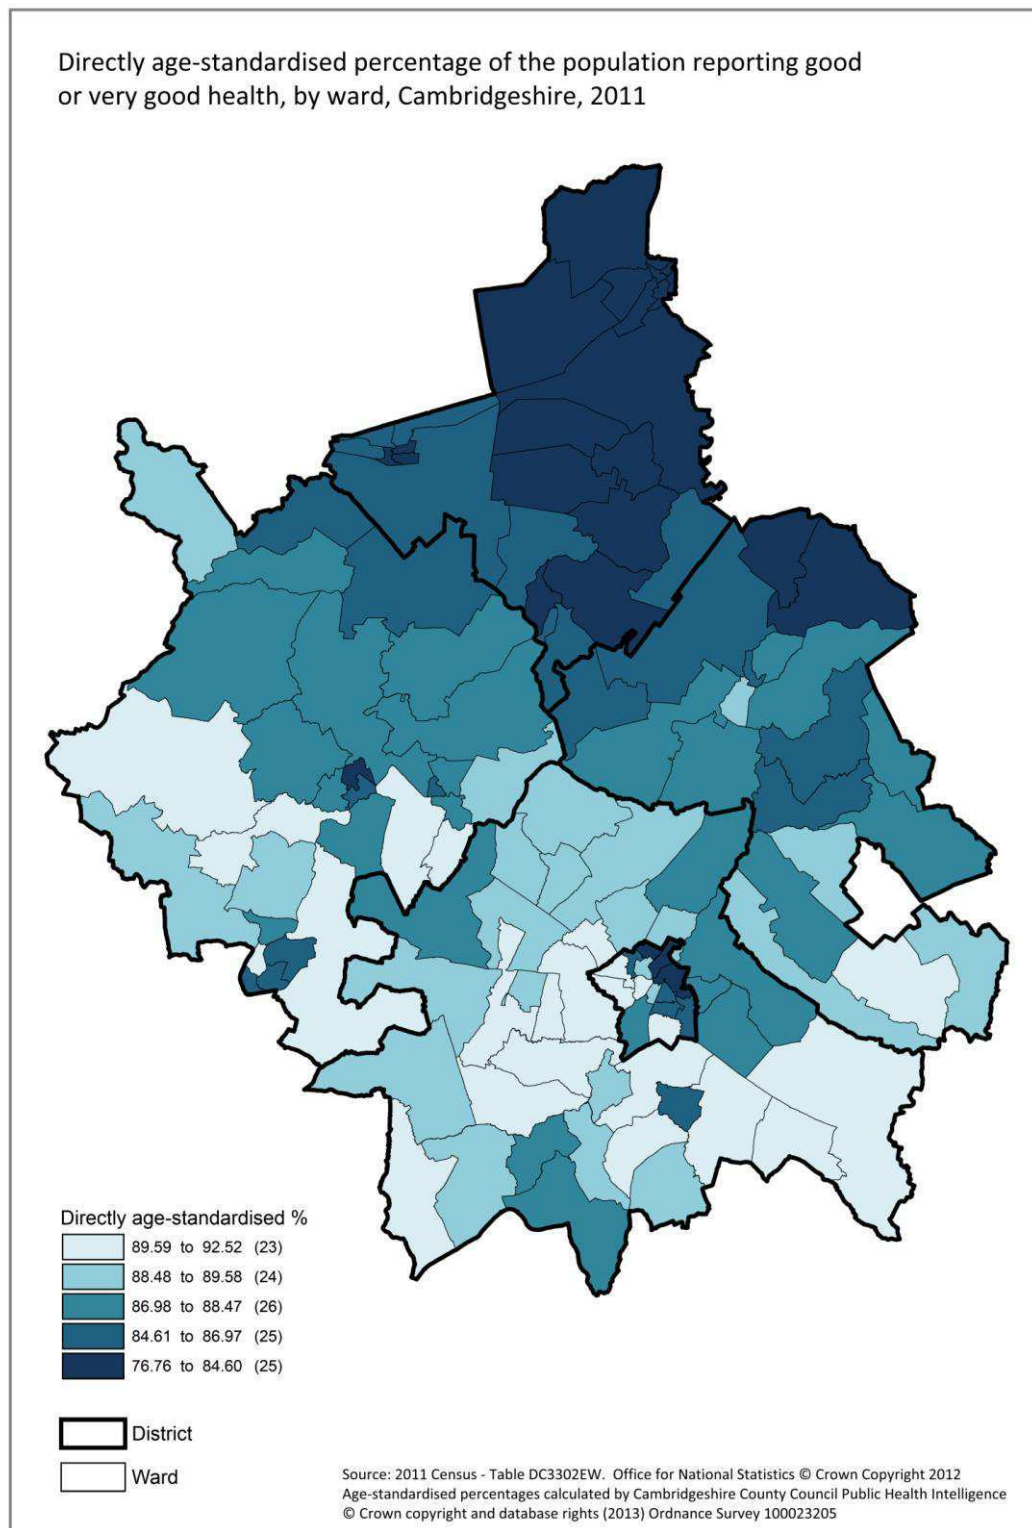 Directly age-standardised percentage of the population reporting good
or very good health, by ward, Cambridgeshire, 2011
Directly age-standardised %
89.59 to 92.52 (23)
88.48 to 89.58 (24)
86.98 to 88.47 (26)
84.61 to 86.97 (25)
76.76 to 84.60 (25)
District
Ward
Source: 2011 Census - Table DC3302EW. Office for National Statistics © Crown Copyright 2012
Age-standardised percentages calculated by Cambridgeshire County Council Public Health Intelligence
© Crown copyright and database rights (2013) Ordnance Survey 100023205